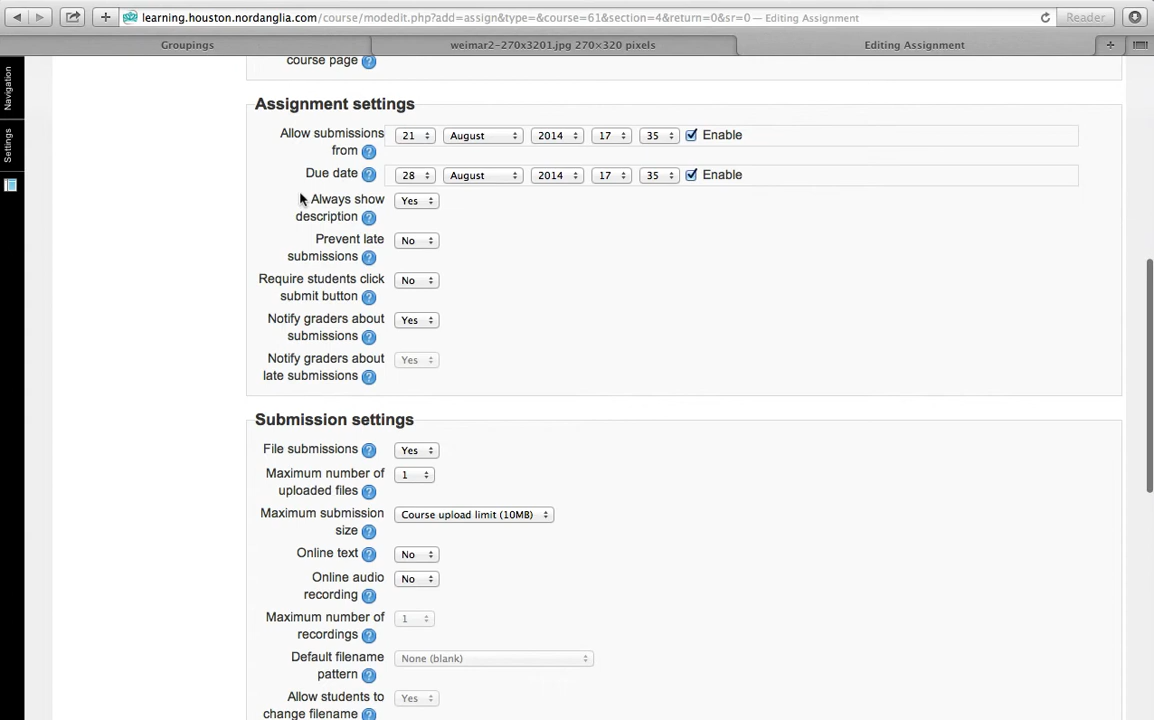 learning.houston.nordanglia.com/course/modedit.php?add=assign&type=&course=61&section=4&return=0&sr=0 — Editing Assignment
Reader
Groupings
weimar2-270x3201.jpg 270×320 pixels
Editing Assignment
Navigation
Settings
course page
Assignment settings
Allow submissions from 21 August 2014 17 35 Enable
Due date 28 August 2014 17 35 Enable
Always show description Yes
Prevent late submissions No
Require students click submit button No
Notify graders about submissions Yes
Notify graders about late submissions Yes
Submission settings
File submissions Yes
Maximum number of uploaded files 1
Maximum submission size Course upload limit (10MB)
Online text No
Online audio recording No
Maximum number of recordings 1
Default filename pattern None (blank)
Allow students to change filename Yes